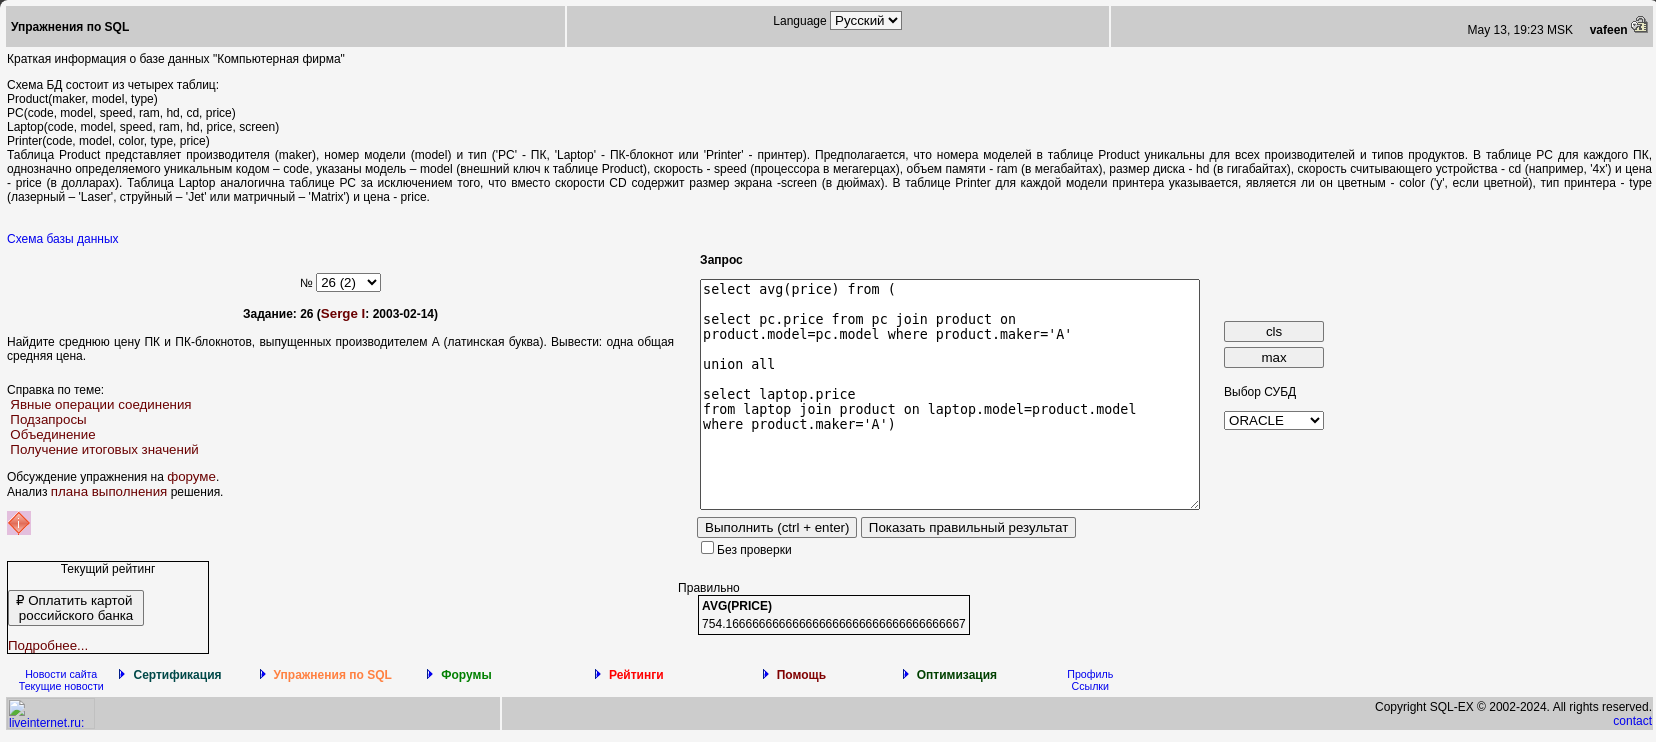 Упражнения по SQL
Language Русский
May 13, 19:23 MSK vafeen
Краткая информация о базе данных "Компьютерная фирма"
Схема БД состоит из четырех таблиц:
Product(maker, model, type)
PC(code, model, speed, ram, hd, cd, price)
Laptop(code, model, speed, ram, hd, price, screen)
Printer(code, model, color, type, price)
Таблица Product представляет производителя (maker), номер модели (model) и тип ('PC' - ПК, 'Laptop' - ПК-блокнот или 'Printer' - принтер). Предполагается, что номера моделей в таблице Product уникальны для всех производителей и типов продуктов. В таблице PC для каждого ПК,
однозначно определяемого уникальным кодом – code, указаны модель – model (внешний ключ к таблице Product), скорость - speed (процессора в мегагерцах), объем памяти - ram (в мегабайтах), размер диска - hd (в гигабайтах), скорость считывающего устройства - cd (например, '4x') и цена
- price (в долларах). Таблица Laptop аналогична таблице РС за исключением того, что вместо скорости CD содержит размер экрана -screen (в дюймах). В таблице Printer для каждой модели принтера указывается, является ли он цветным - color ('y', если цветной), тип принтера - type
(лазерный – 'Laser', струйный – 'Jet' или матричный – 'Matrix') и цена - price.
Схема базы данных
№ 26 (2)
Задание: 26 (Serge I: 2003-02-14)
Найдите среднюю цену ПК и ПК-блокнотов, выпущенных производителем A (латинская буква). Вывести: одна общая
средняя цена.
Справка по теме:
Явные операции соединения
Подзапросы
Объединение
Получение итоговых значений
Обсуждение упражнения на форуме.
Анализ плана выполнения решения.
Текущий рейтинг
₽ Оплатить картой
российского банка
Подробнее...
Запрос
select avg(price) from (
select pc.price from pc join product on
product.model=pc.model where product.maker='A'
union all
select laptop.price
from laptop join product on laptop.model=product.model
where product.maker='A')
cls
max
Выбор СУБД
ORACLE
Выполнить (ctrl + enter) Показать правильный результат
Без проверки
Правильно
AVG(PRICE)
754.1666666666666666666666666666666667
Новости сайта
Текущие новости
Сертификация
Упражнения по SQL
Форумы
Рейтинги
Помощь
Оптимизация
Профиль
Ссылки
liveinternet.ru:
Copyright SQL-EX © 2002-2024. All rights reserved.
contact